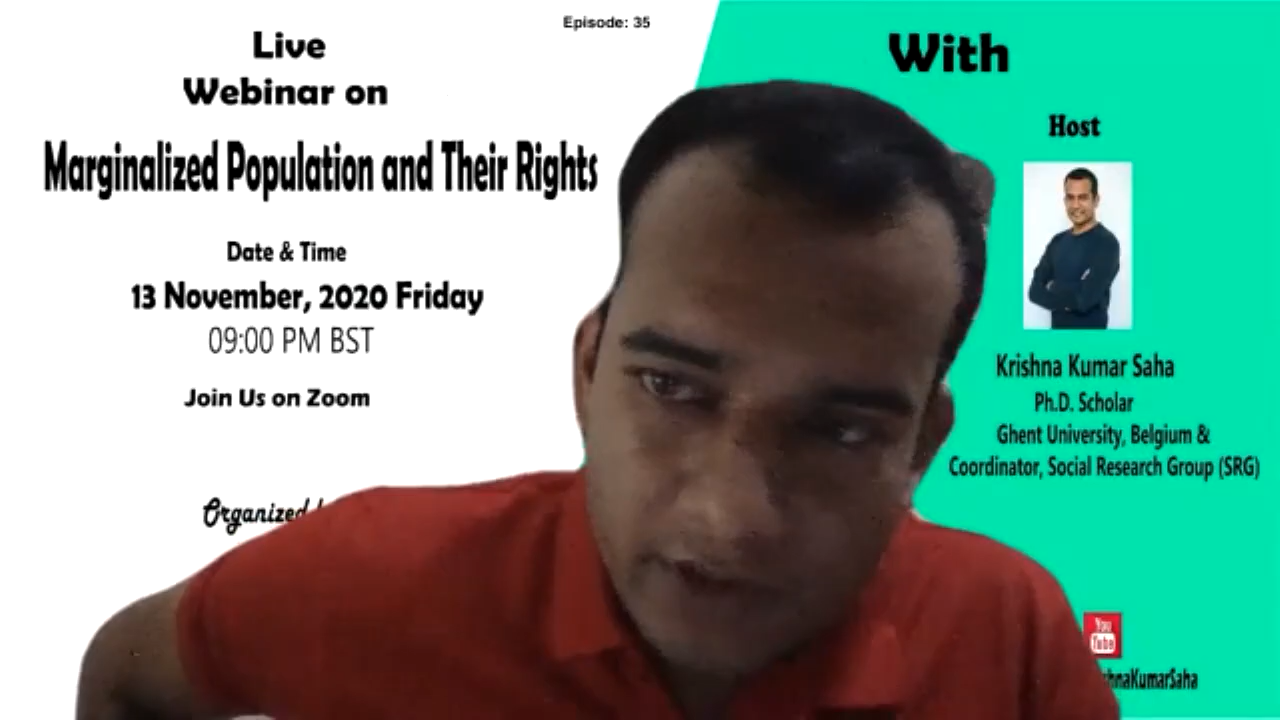 Episode: 35
Live
Webinar on
Marginalized Population and Their Rights
Date & Time
13 November, 2020 Friday
09:00 PM BST
Join Us on Zoom
Organized
With
Host
Krishna Kumar Saha
Ph.D. Scholar
Ghent University, Belgium &
Coordinator, Social Research Group (SRG)
You
Tube
hnaKumarSaha